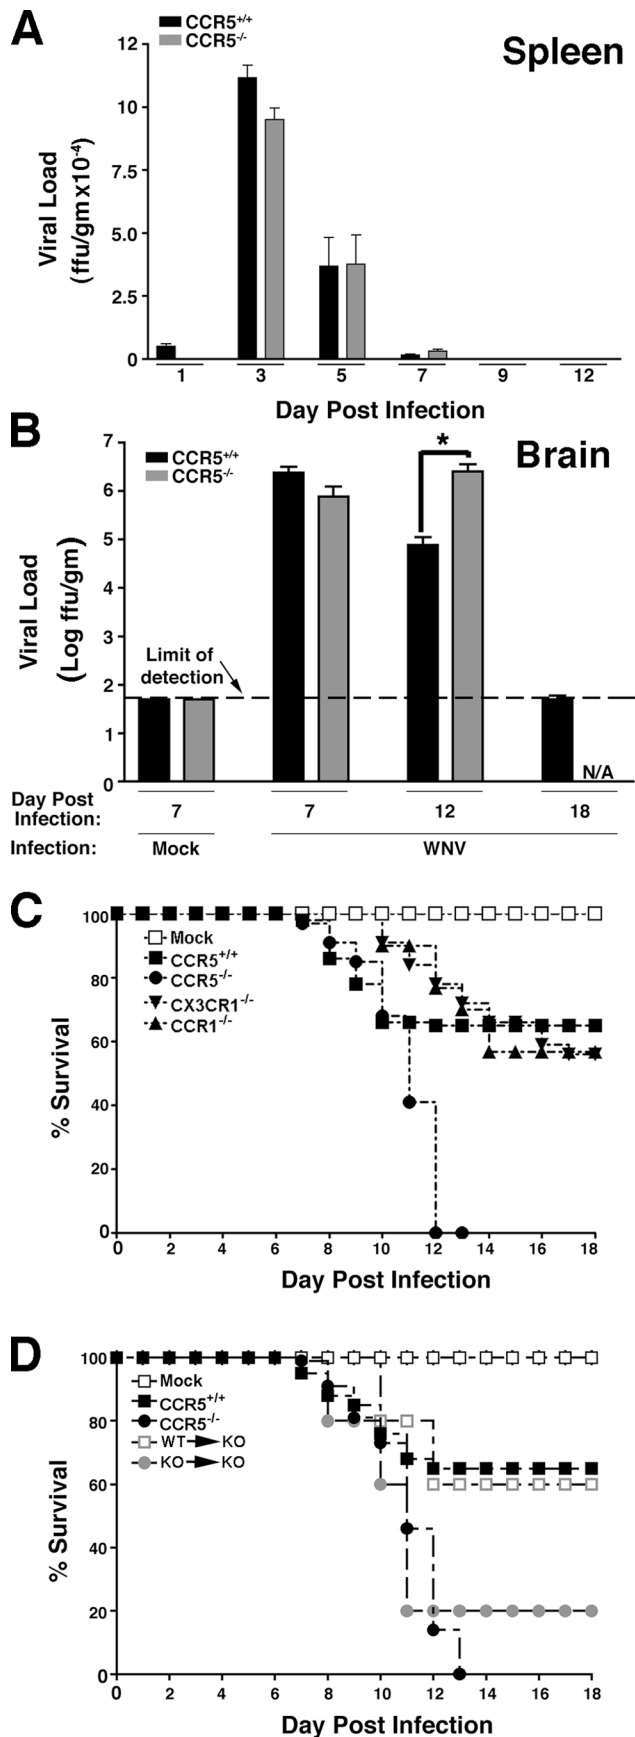 A
CCR5+/+
CCR5-/-
Spleen
12
10
7.5
5.0
2.5
0
Viral Load
(ffu/gm x10-4)
1 3 5 7 9 12
Day Post Infection
B
CCR5+/+
CCR5-/-
*
Brain
7
6
5
4
3
2
1
0
Viral Load
(Log ffu/gm)
Limit of
detection
N/A
Day Post
Infection:
7 7 12 18
Infection: Mock WNV
C
Mock
CCR5+/+
CCR5-/-
CX3CR1-/-
CCR1-/-
100
80
60
40
20
0
% Survival
0 2 4 6 8 10 12 14 16 18
Day Post Infection
D
Mock
CCR5+/+
CCR5-/-
WT KO
KO KO
100
80
60
40
20
0
% Survival
0 2 4 6 8 10 12 14 16 18
Day Post Infection